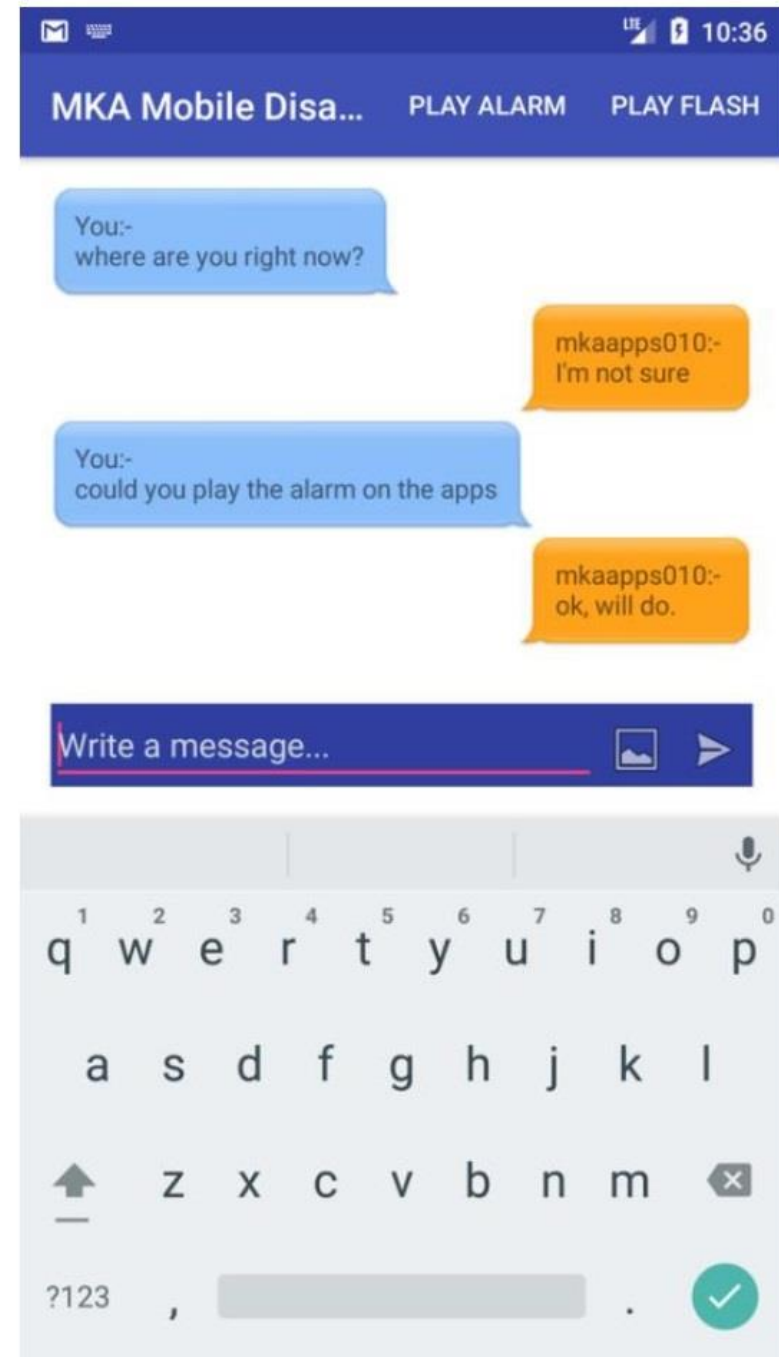 LTE 10:36
MKA Mobile Disa... PLAY ALARM PLAY FLASH
You:-
where are you right now?
mkaapps010:-
I'm not sure
You:-
could you play the alarm on the apps
mkaapps010:-
ok, will do.
Write a message...
1 2 3 4 5 6 7 8 9 0
q w e r t y u i o p
a s d f g h j k l
z x c v b n m
?123 , .